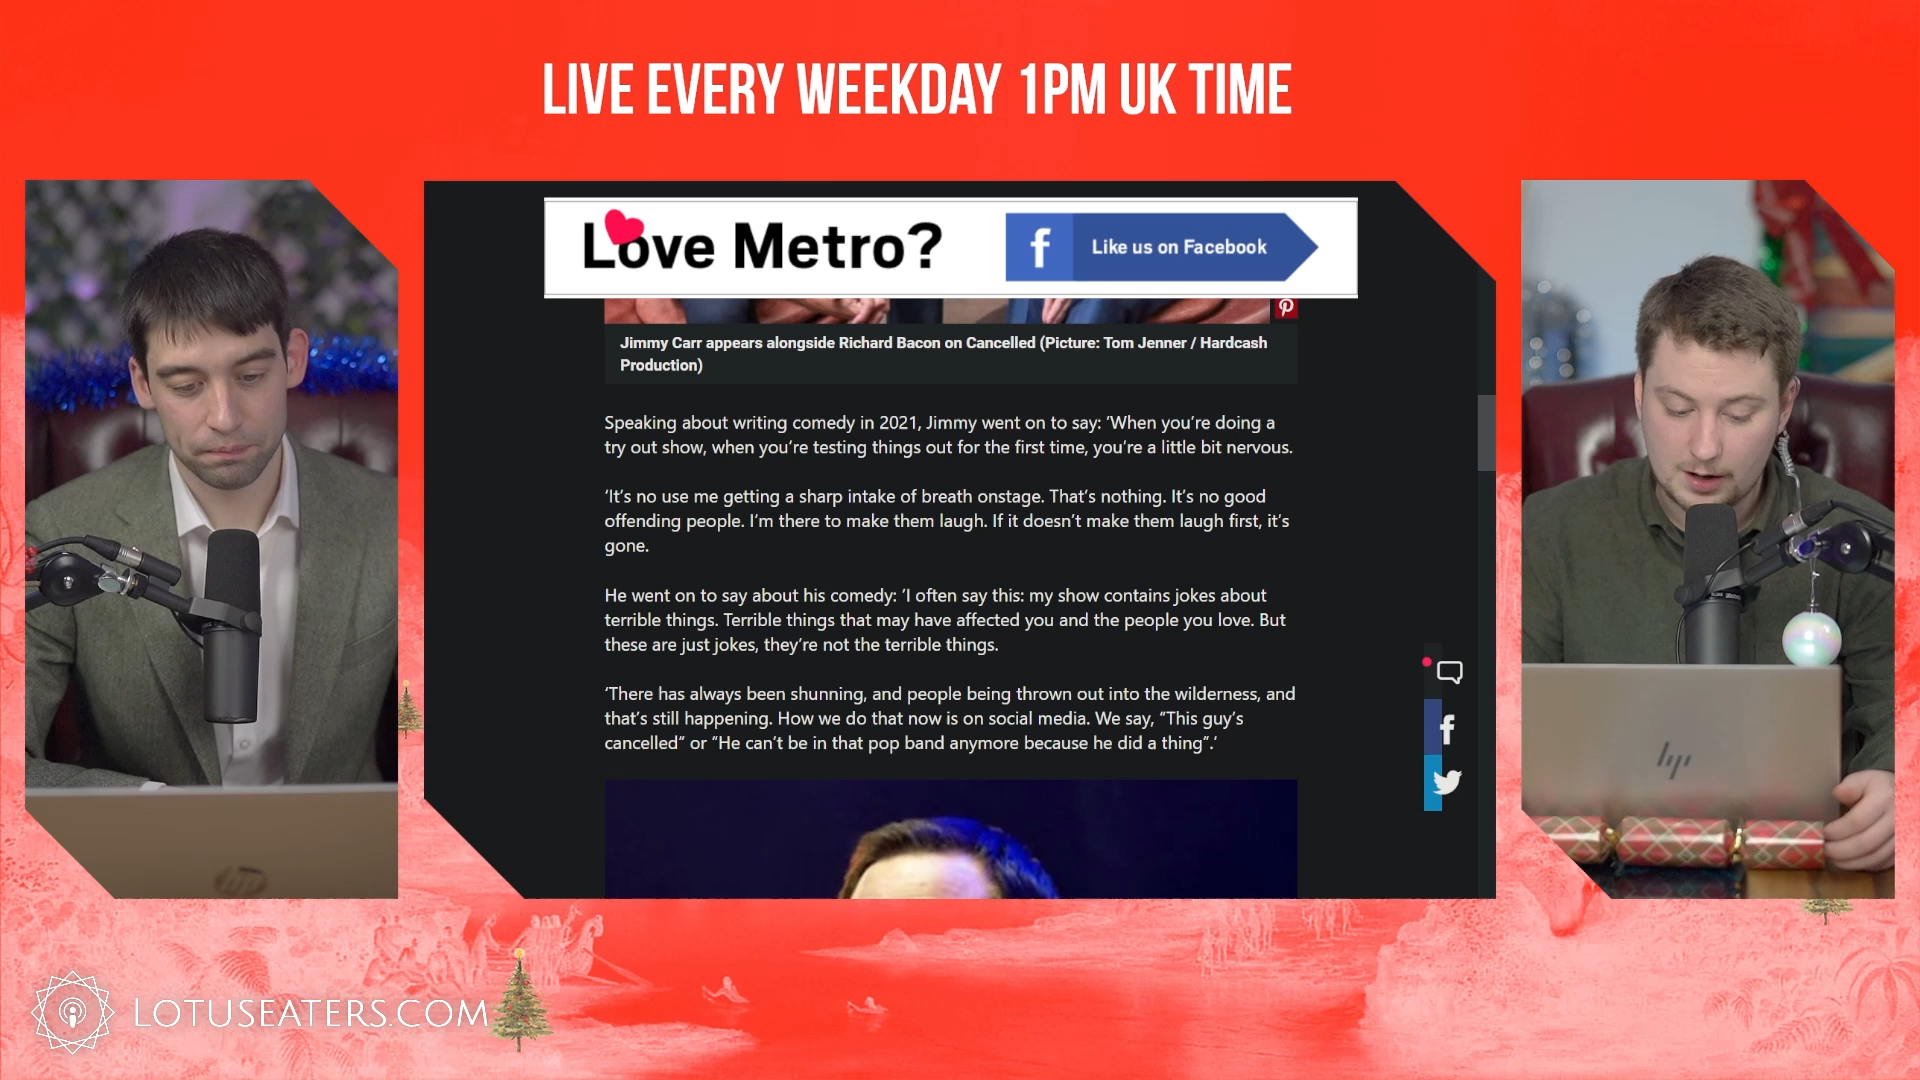 LIVE EVERY WEEKDAY 1PM UK TIME
Love Metro?
f
Like us on Facebook
Jimmy Carr appears alongside Richard Bacon on Cancelled (Picture: Tom Jenner / Hardcash
Production)
Speaking about writing comedy in 2021, Jimmy went on to say: ‘When you’re doing a
try out show, when you’re testing things out for the first time, you’re a little bit nervous.
‘It’s no use me getting a sharp intake of breath onstage. That’s nothing. It’s no good
offending people. I’m there to make them laugh. If it doesn’t make them laugh first, it’s
gone.
He went on to say about his comedy: ‘I often say this: my show contains jokes about
terrible things. Terrible things that may have affected you and the people you love. But
these are just jokes, they’re not the terrible things.
‘There has always been shunning, and people being thrown out into the wilderness, and
that’s still happening. How we do that now is on social media. We say, “This guy’s
cancelled” or “He can’t be in that pop band anymore because he did a thing”.’
f
hp
hp
LOTUSEATERS.COM